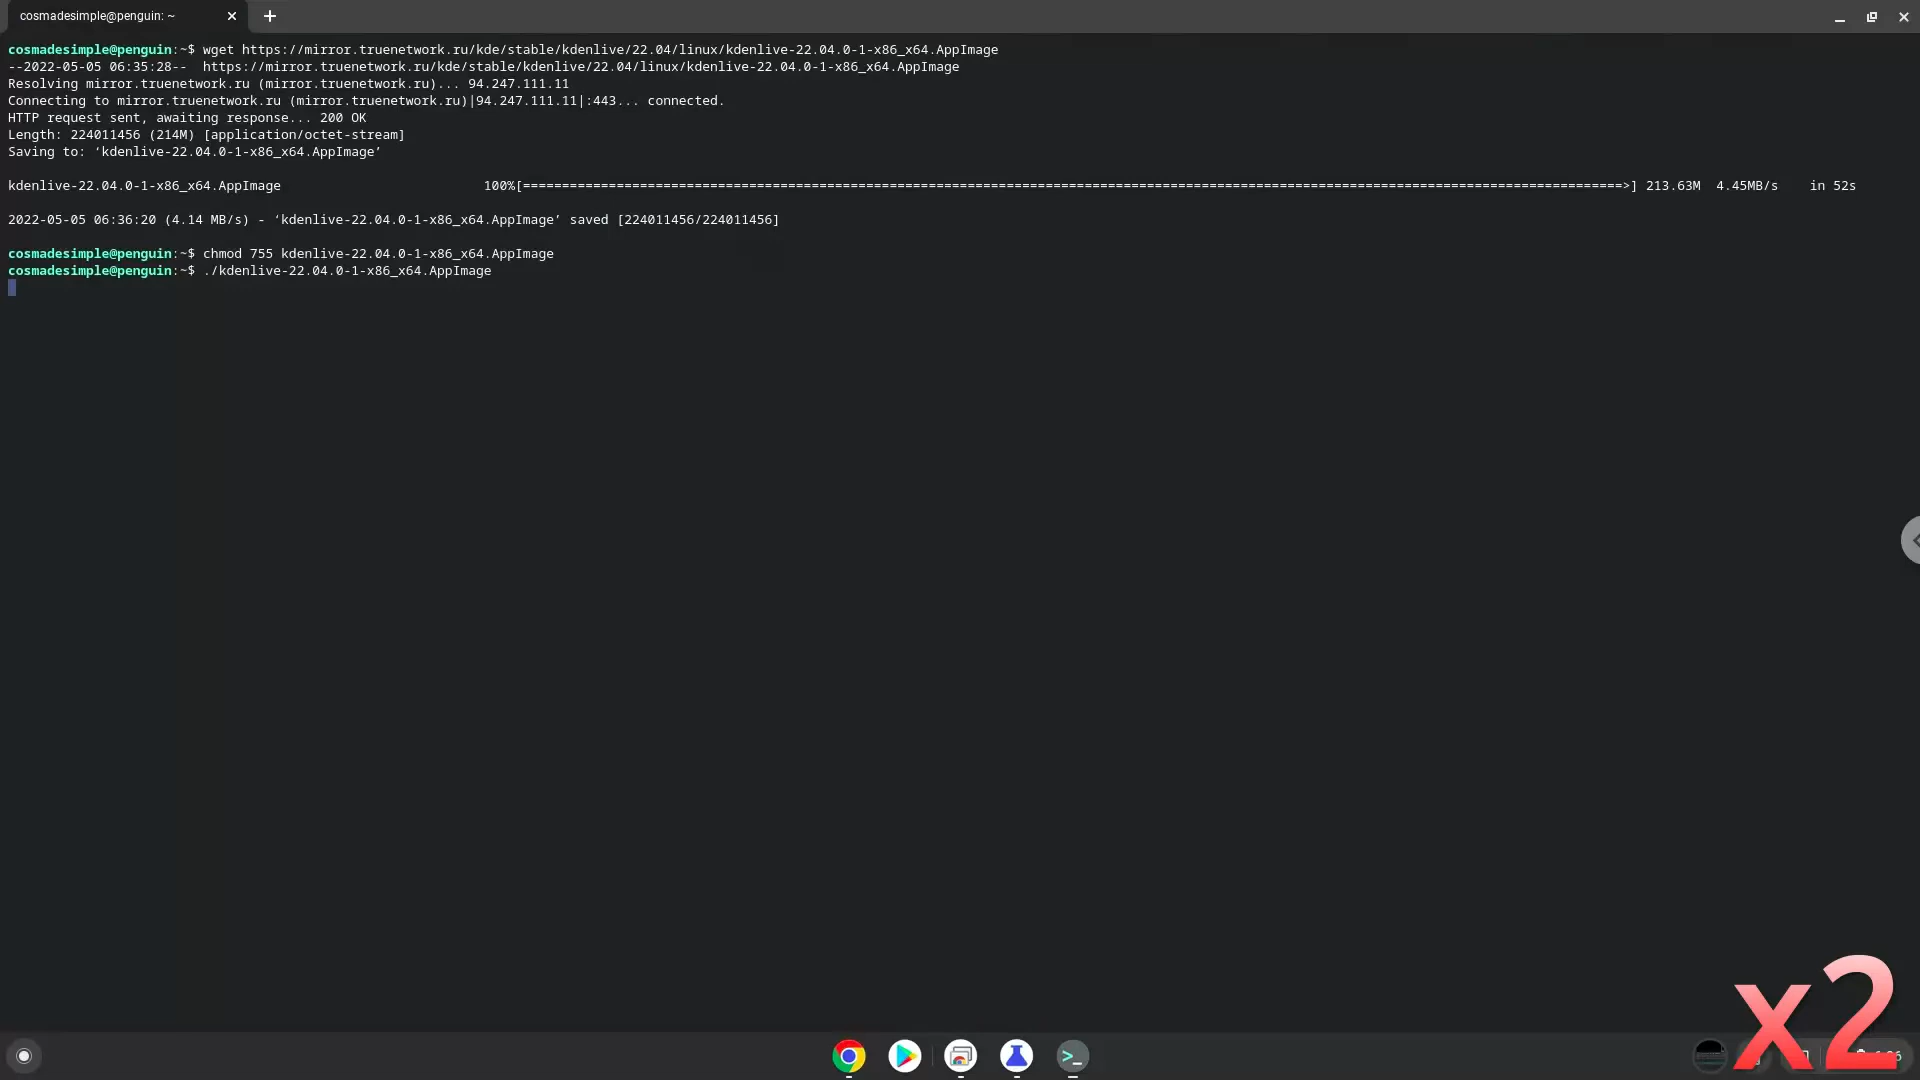 cosmadesimple@penguin: ~
cosmadesimple@penguin:~$ wget https://mirror.truenetwork.ru/kde/stable/kdenlive/22.04/linux/kdenlive-22.04.0-1-x86_x64.AppImage
--2022-05-05 06:35:28--  https://mirror.truenetwork.ru/kde/stable/kdenlive/22.04/linux/kdenlive-22.04.0-1-x86_x64.AppImage
Resolving mirror.truenetwork.ru (mirror.truenetwork.ru)... 94.247.111.11
Connecting to mirror.truenetwork.ru (mirror.truenetwork.ru)|94.247.111.11|:443... connected.
HTTP request sent, awaiting response... 200 OK
Length: 224011456 (214M) [application/octet-stream]
Saving to: ‘kdenlive-22.04.0-1-x86_x64.AppImage’
kdenlive-22.04.0-1-x86_x64.AppImage 100%[=============================================================================================================================================>] 213.63M 4.45MB/s in 52s
2022-05-05 06:36:20 (4.14 MB/s) - ‘kdenlive-22.04.0-1-x86_x64.AppImage’ saved [224011456/224011456]
cosmadesimple@penguin:~$ chmod 755 kdenlive-22.04.0-1-x86_x64.AppImage
cosmadesimple@penguin:~$ ./kdenlive-22.04.0-1-x86_x64.AppImage
x2